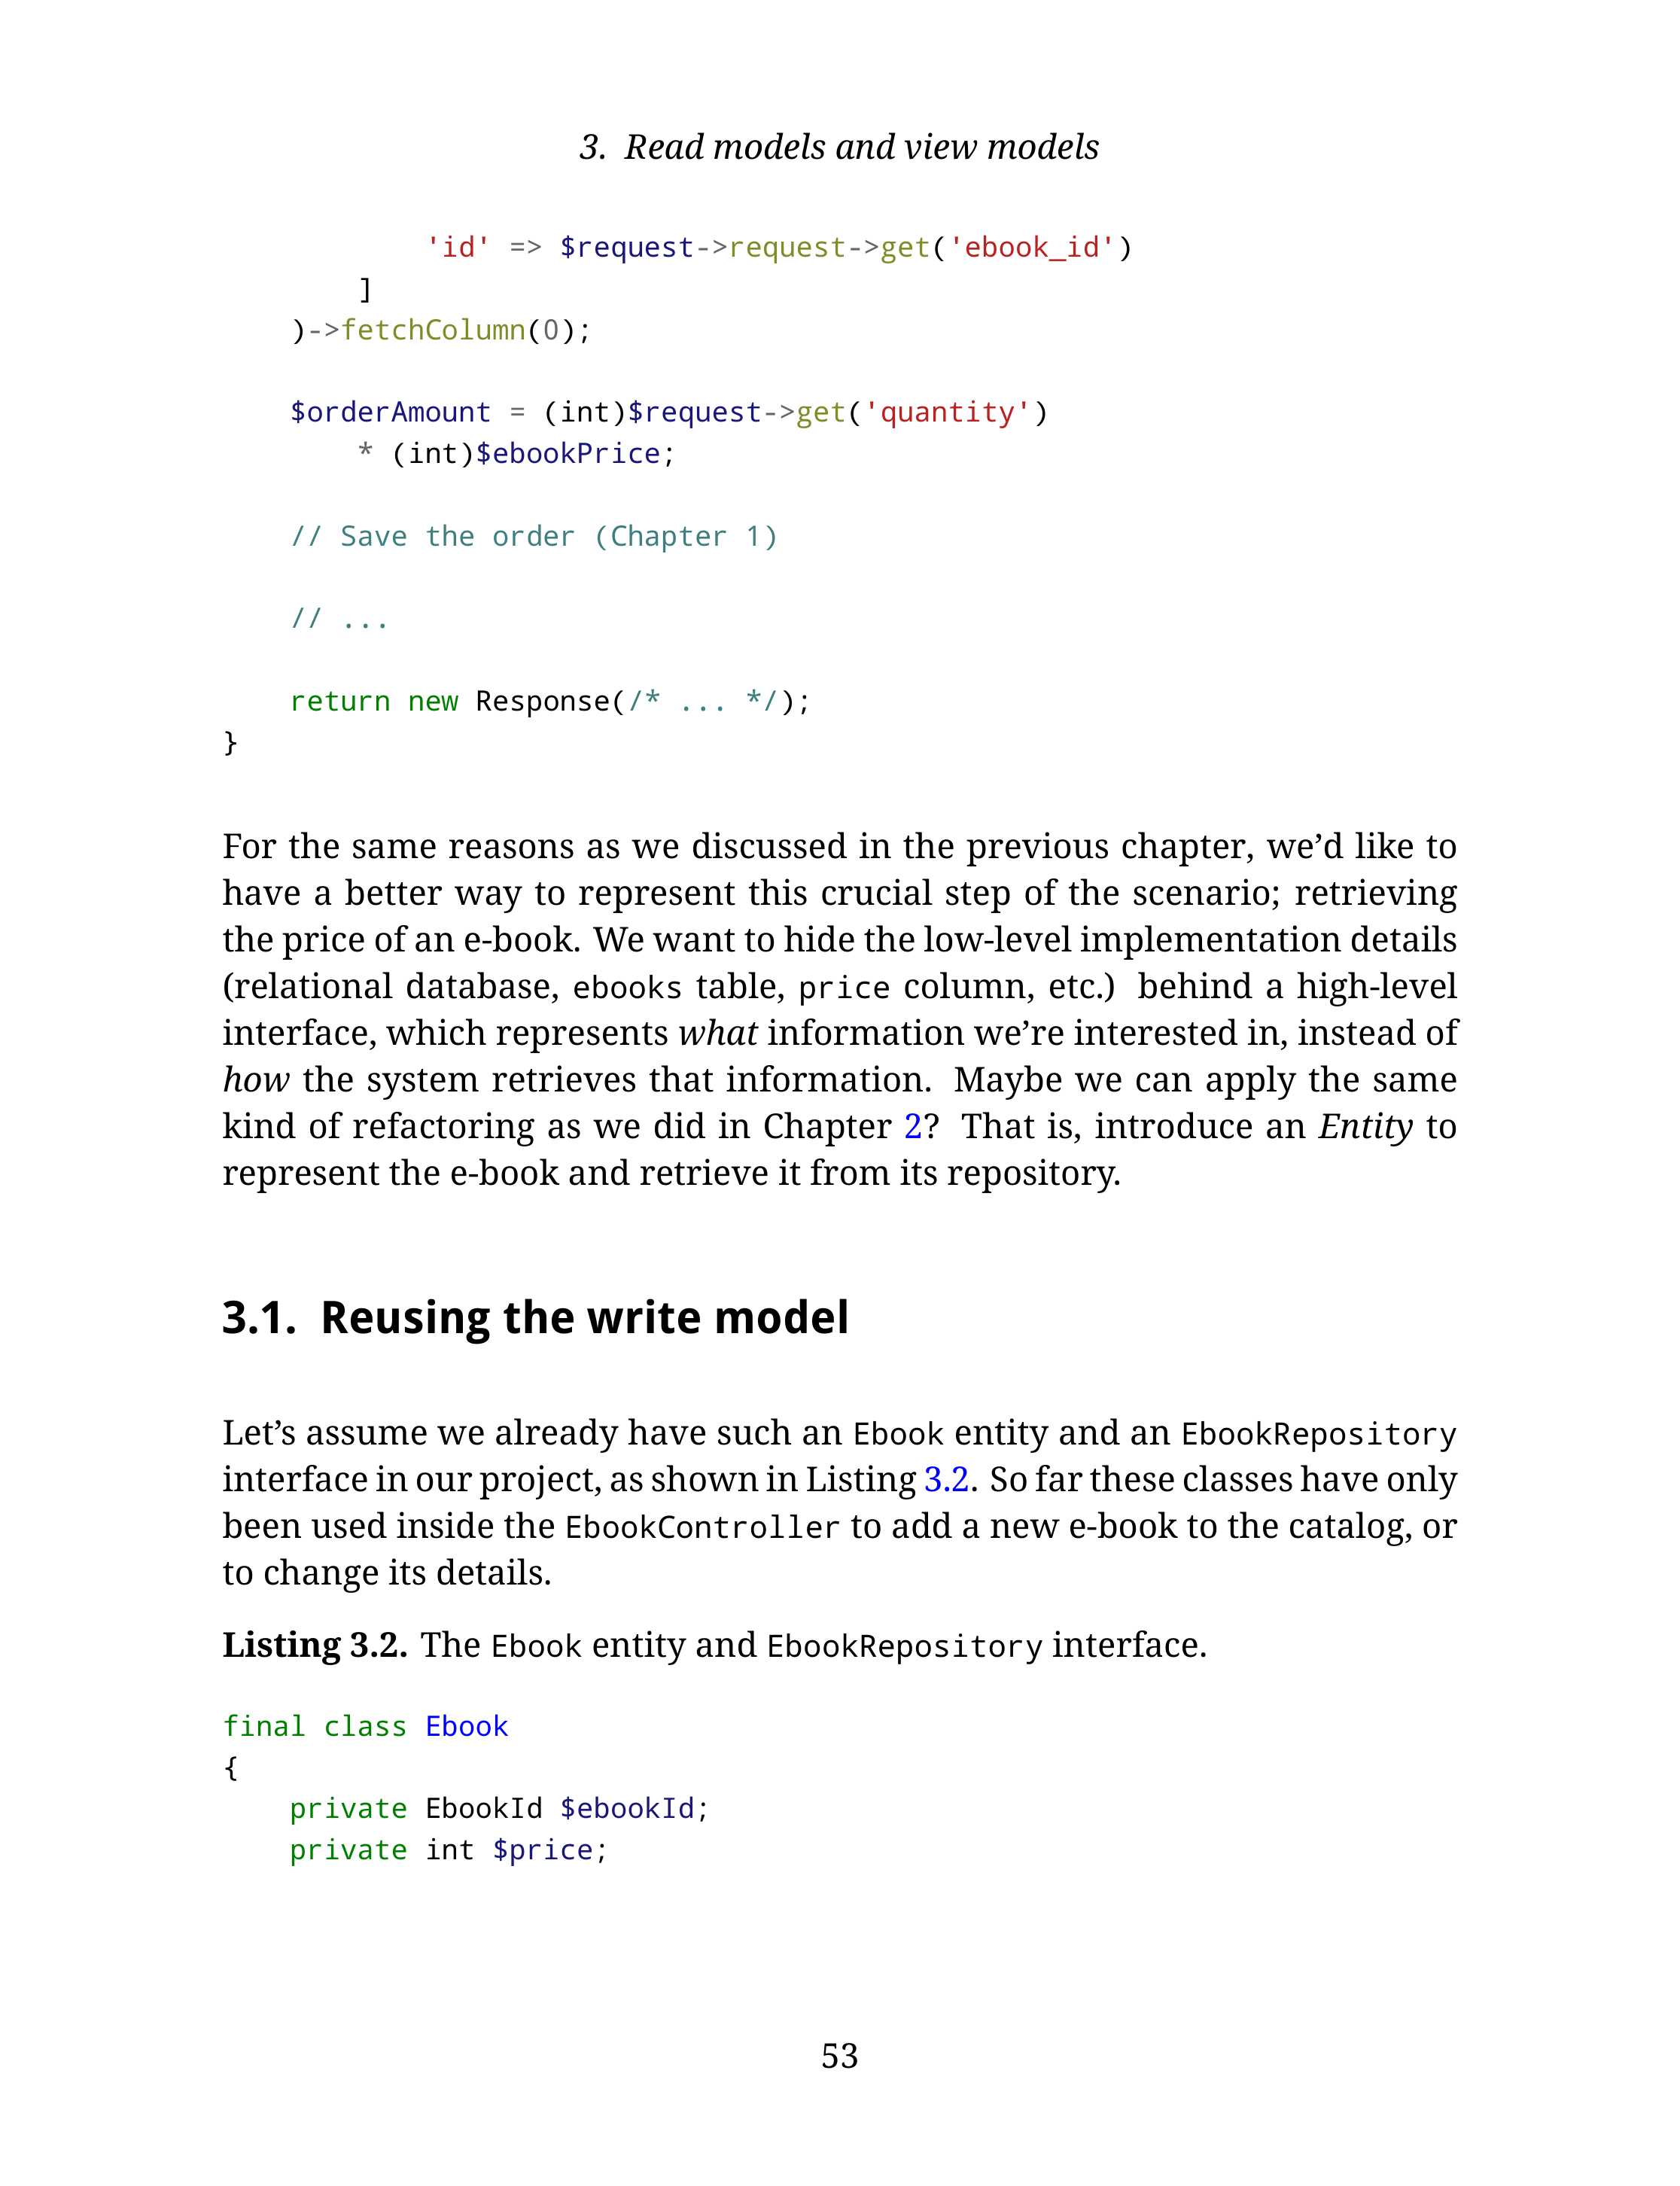 3. Read models and view models
            'id' => $request->request->get('ebook_id')
        ]
    )->fetchColumn(0);

    $orderAmount = (int)$request->get('quantity')
        * (int)$ebookPrice;

    // Save the order (Chapter 1)

    // ...

    return new Response(/* ... */);
}

For the same reasons as we discussed in the previous chapter, we’d like to
have a better way to represent this crucial step of the scenario; retrieving
the price of an e-book. We want to hide the low-level implementation details
(relational database, ebooks table, price column, etc.) behind a high-level
interface, which represents what information we’re interested in, instead of
how the system retrieves that information. Maybe we can apply the same
kind of refactoring as we did in Chapter 2? That is, introduce an Entity to
represent the e-book and retrieve it from its repository.

3.1. Reusing the write model

Let’s assume we already have such an Ebook entity and an EbookRepository
interface in our project, as shown in Listing 3.2. So far these classes have only
been used inside the EbookController to add a new e-book to the catalog, or
to change its details.

Listing 3.2. The Ebook entity and EbookRepository interface.

final class Ebook
{
    private EbookId $ebookId;
    private int $price;

53